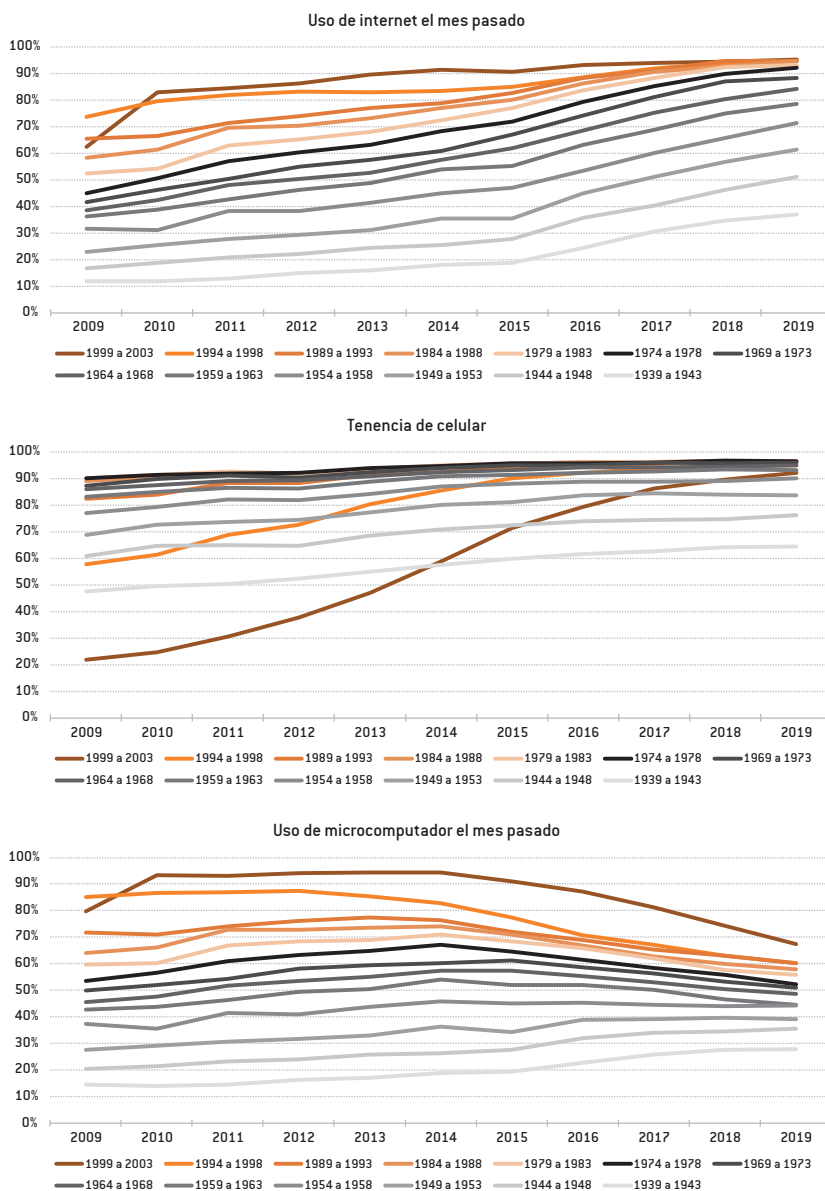 Uso de internet el mes pasado
100%
90%
80%
70%
60%
50%
40%
30%
20%
10%
0%
2009 2010 2011 2012 2013 2014 2015 2016 2017 2018 2019
1999 a 2003 1994 a 1998 1989 a 1993 1984 a 1988 1979 a 1983 1974 a 1978 1969 a 1973
1964 a 1968 1959 a 1963 1954 a 1958 1949 a 1953 1944 a 1948 1939 a 1943
Tenencia de celular
100%
90%
80%
70%
60%
50%
40%
30%
20%
10%
0%
2009 2010 2011 2012 2013 2014 2015 2016 2017 2018 2019
1999 a 2003 1994 a 1998 1989 a 1993 1984 a 1988 1979 a 1983 1974 a 1978 1969 a 1973
1964 a 1968 1959 a 1963 1954 a 1958 1949 a 1953 1944 a 1948 1939 a 1943
Uso de microcomputador el mes pasado
100%
90%
80%
70%
60%
50%
40%
30%
20%
10%
0%
2009 2010 2011 2012 2013 2014 2015 2016 2017 2018 2019
1999 a 2003 1994 a 1998 1989 a 1993 1984 a 1988 1979 a 1983 1974 a 1978 1969 a 1973
1964 a 1968 1959 a 1963 1954 a 1958 1949 a 1953 1944 a 1948 1939 a 1943